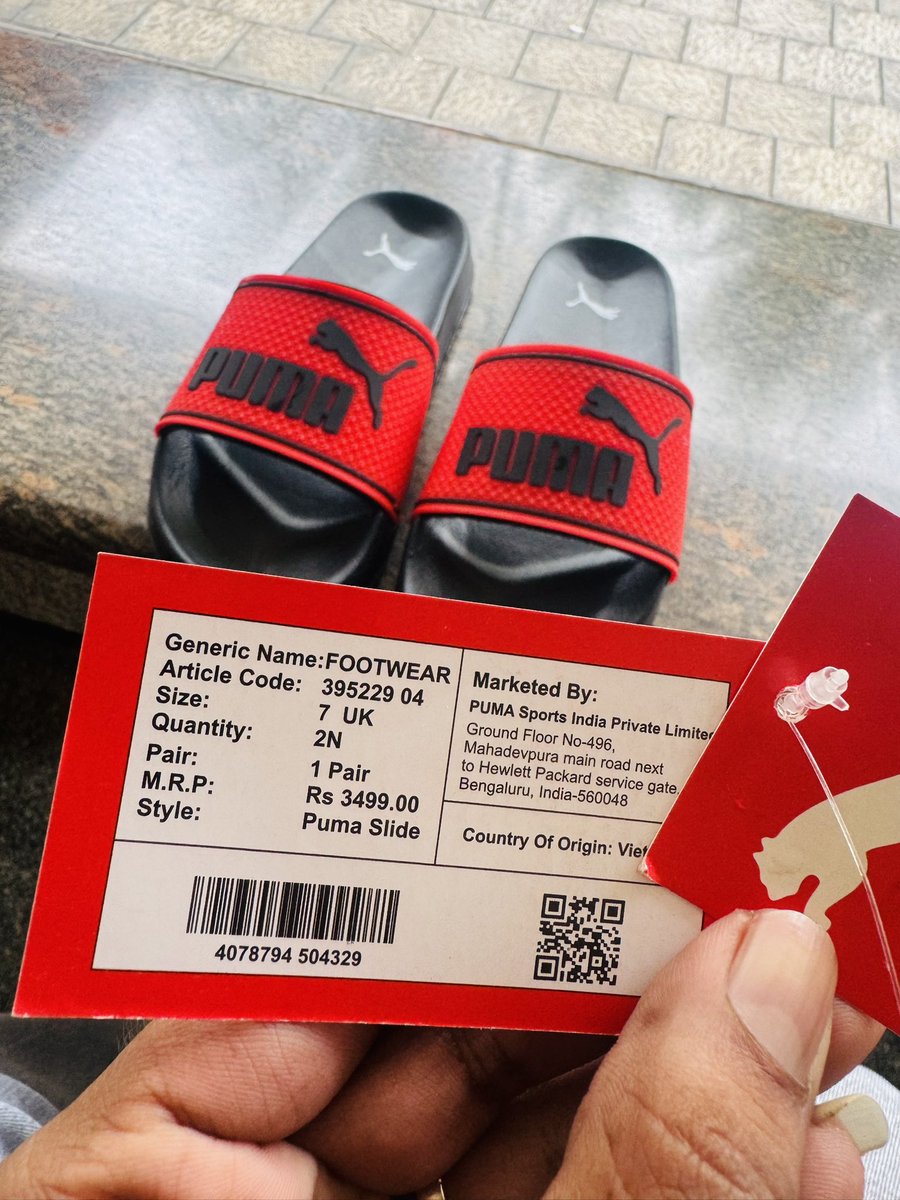 PUMA
PUMA
Generic Name:FOOTWEAR
Article Code: 395229 04
Size: 7 UK
Quantity: 2N
Pair: 1 Pair
M.R.P: Rs 3499.00
Style: Puma Slide
4078794 504329
Marketed By:
PUMA Sports India Private Limited
Ground Floor No-496,
Mahadevpura main road next
to Hewlett Packard service gate,
Bengaluru, India-560048
Country Of Origin: